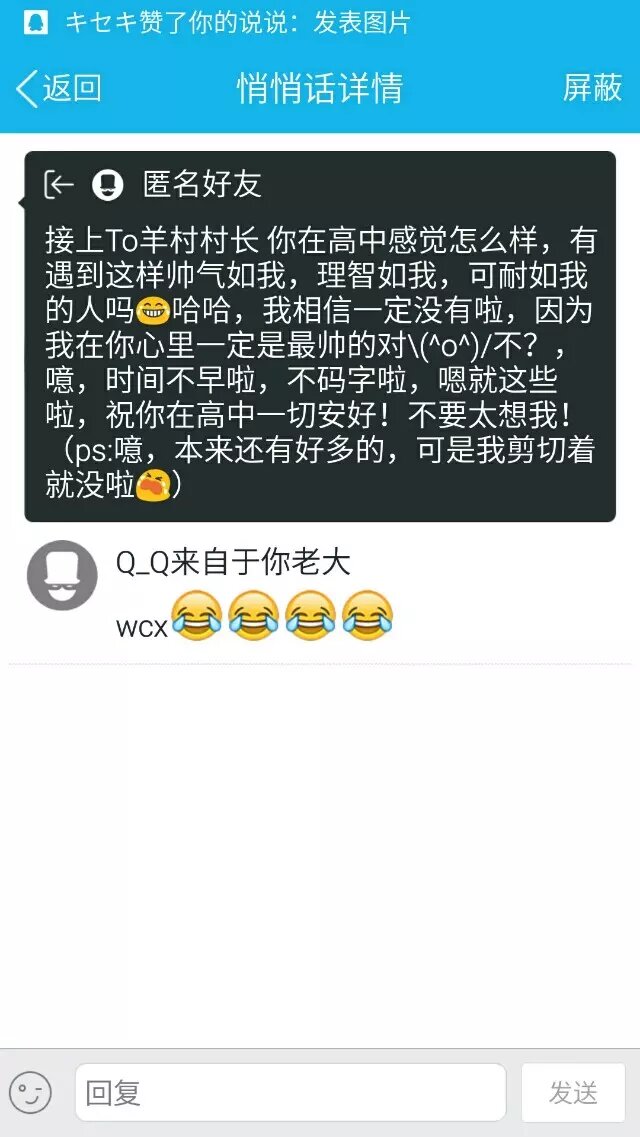 キセキ赞了你的说说：发表图片
返回
悄悄话详情
屏蔽
匿名好友
接上To羊村村长 你在高中感觉怎么样，有
遇到这样帅气如我，理智如我，可耐如我
的人吗😁哈哈，我相信一定没有啦，因为
我在你心里一定是最帅的对\(^o^)/不？，
噫，时间不早啦，不码字啦，嗯就这些
啦，祝你在高中一切安好！不要太想我！
（ps:噫，本来还有好多的，可是我剪切着
就没啦😭）
Q_Q来自于你老大
wcx😂😂😂😂
回复
发送